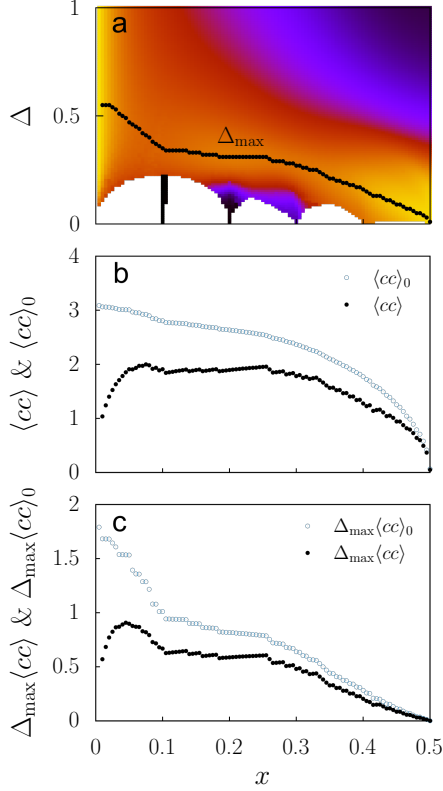 a
1
0.5
0
Δ
Δmax
b
4
3
2
1
0
⟨cc⟩ & ⟨cc⟩0
⟨cc⟩0
⟨cc⟩
c
2
1.5
1
0.5
0
Δmax⟨cc⟩ & Δmax⟨cc⟩0
Δmax⟨cc⟩0
Δmax⟨cc⟩
0 0.1 0.2 0.3 0.4 0.5
x